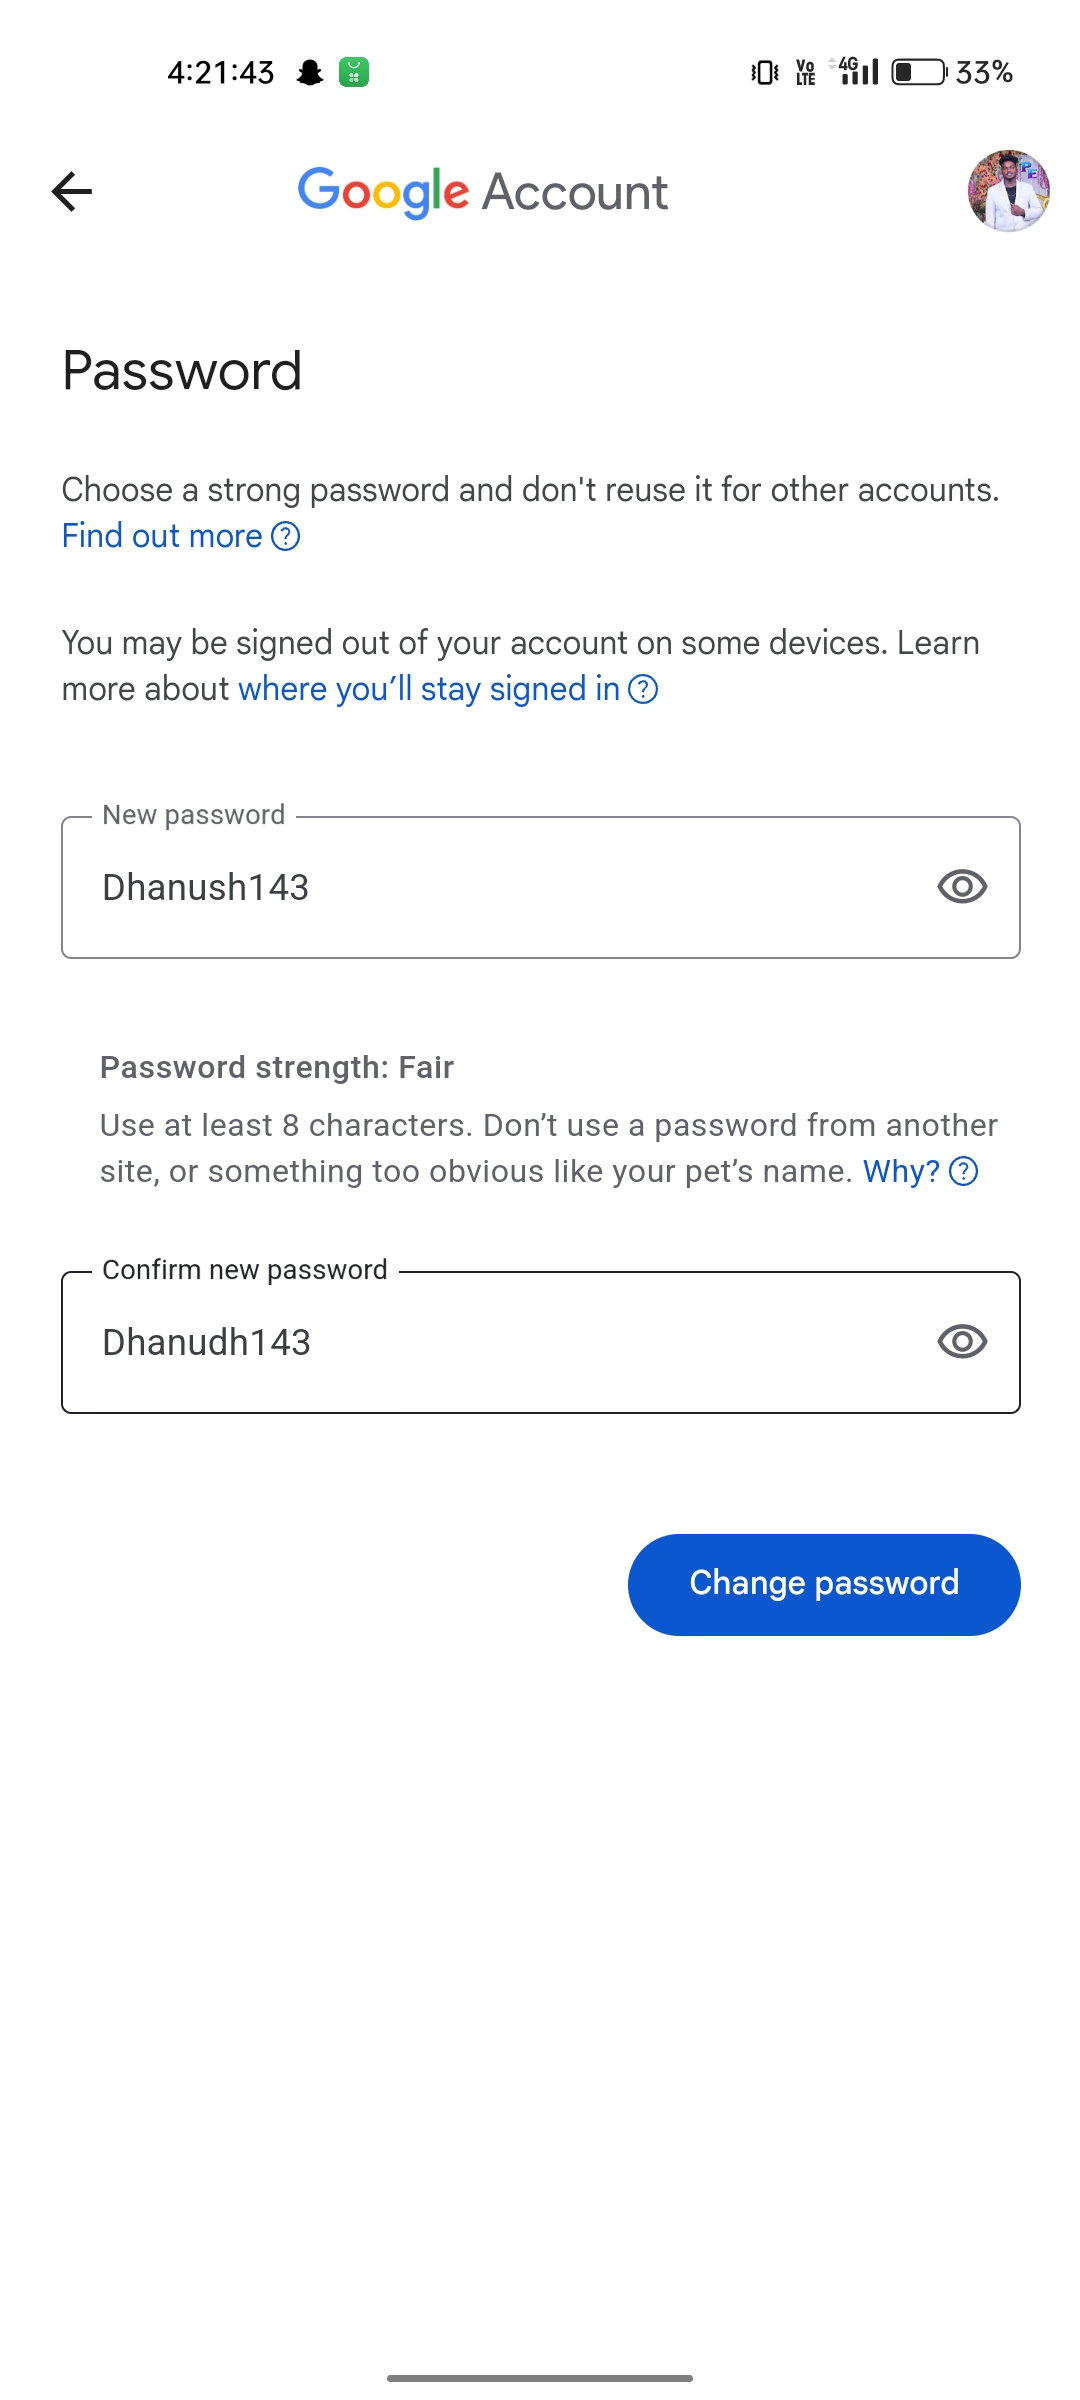 4:21:43 Vo LTE 4G 33%
Google Account
Password
Choose a strong password and don't reuse it for other accounts.
Find out more
You may be signed out of your account on some devices. Learn
more about where you’ll stay signed in
New password
Dhanush143
Password strength: Fair
Use at least 8 characters. Don’t use a password from another
site, or something too obvious like your pet’s name. Why?
Confirm new password
Dhanudh143
Change password